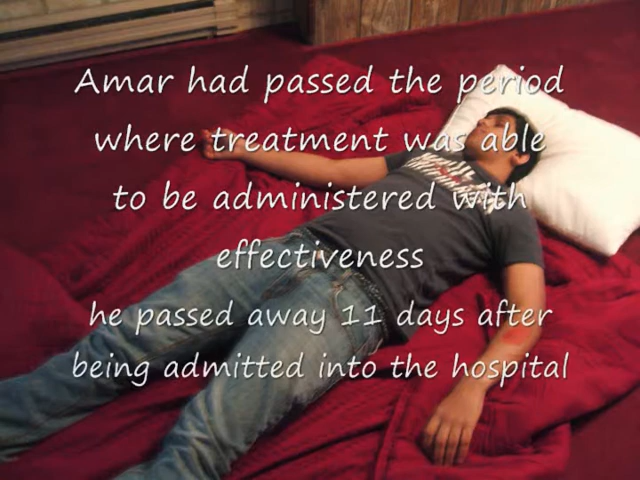 Amar had passed the period
where treatment was able
to be administered with
effectiveness
he passed away 11 days after
being admitted into the hospital